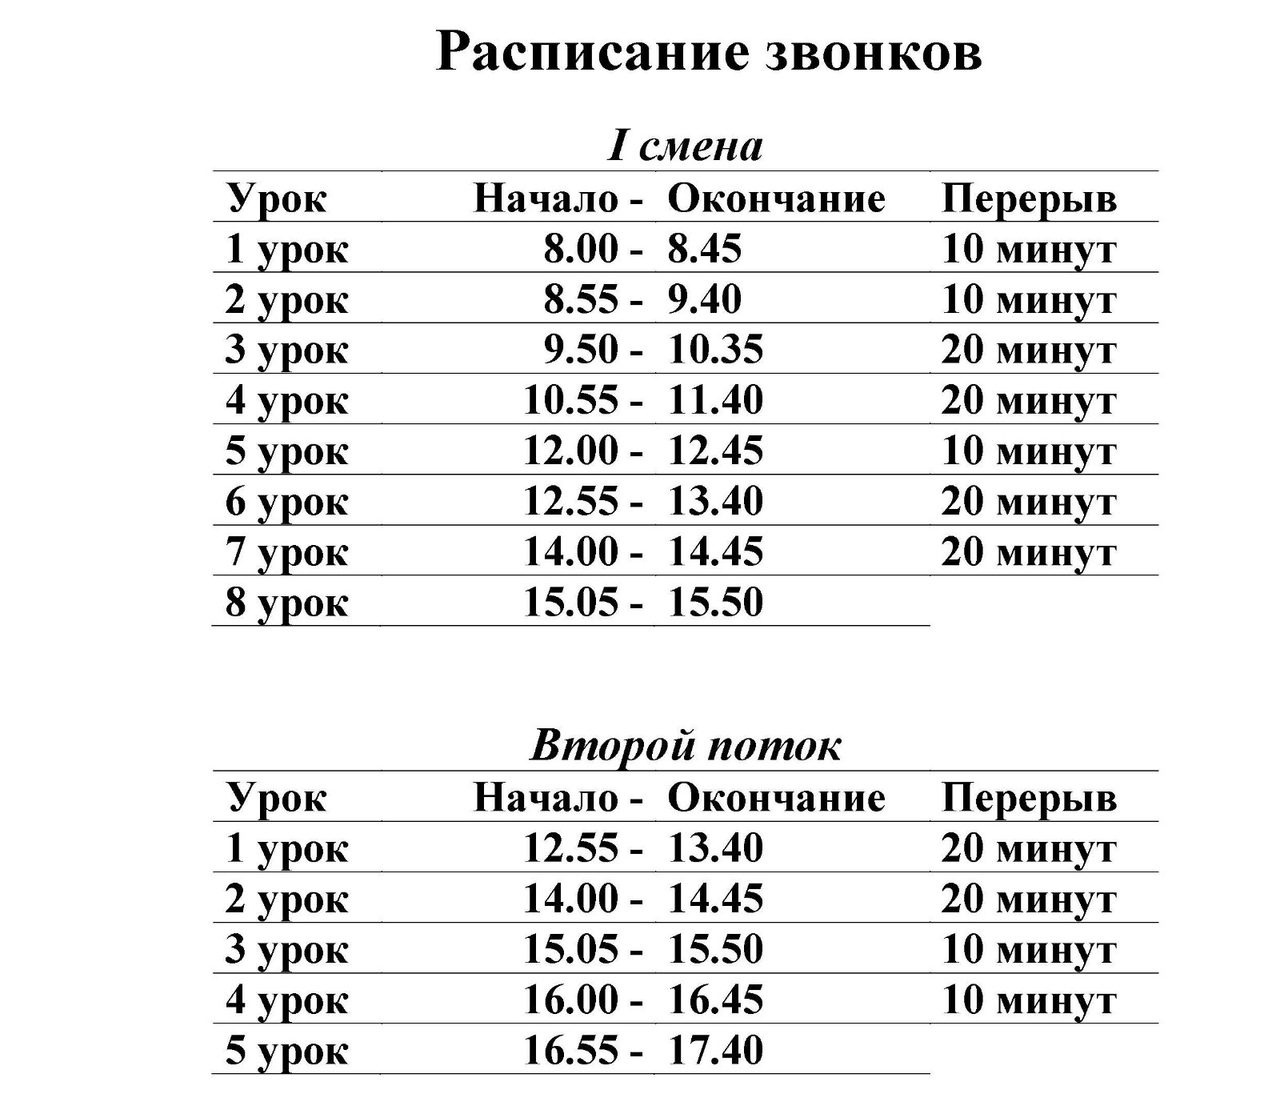 Расписание звонков
I смена
Урок Начало - Окончание Перерыв
1 урок 8.00 - 8.45 10 минут
2 урок 8.55 - 9.40 10 минут
3 урок 9.50 - 10.35 20 минут
4 урок 10.55 - 11.40 20 минут
5 урок 12.00 - 12.45 10 минут
6 урок 12.55 - 13.40 20 минут
7 урок 14.00 - 14.45 20 минут
8 урок 15.05 - 15.50
Второй поток
Урок Начало - Окончание Перерыв
1 урок 12.55 - 13.40 20 минут
2 урок 14.00 - 14.45 20 минут
3 урок 15.05 - 15.50 10 минут
4 урок 16.00 - 16.45 10 минут
5 урок 16.55 - 17.40